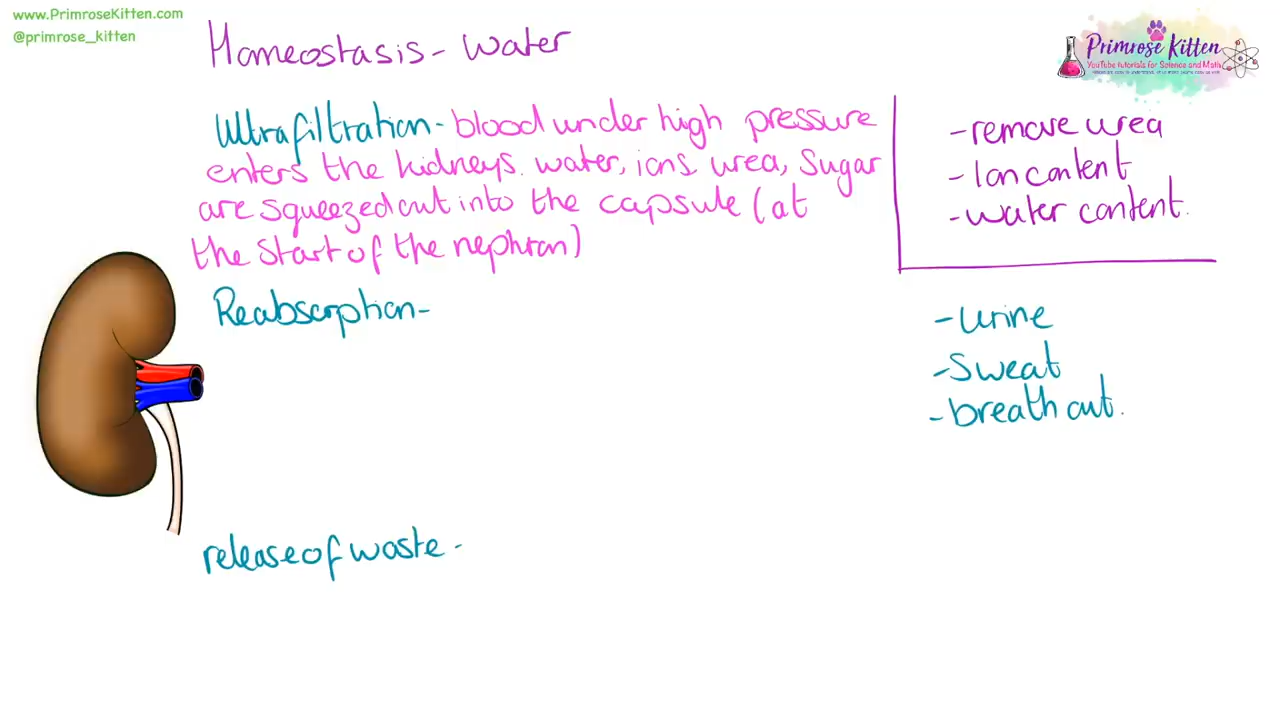 www.PrimroseKitten.com
@primrose_kitten
Homeostasis - water
Primrose Kitten
YouTube tutorials for Science and Maths
Ultrafiltration - blood under high pressure
enters the kidneys. water, ions, urea, sugar
are squeezed out into the capsule (at
the start of the nephron)
- remove urea
- Ion content
- water content.
Reabsorption -
- urine
- Sweat
- breath out.
release of waste -